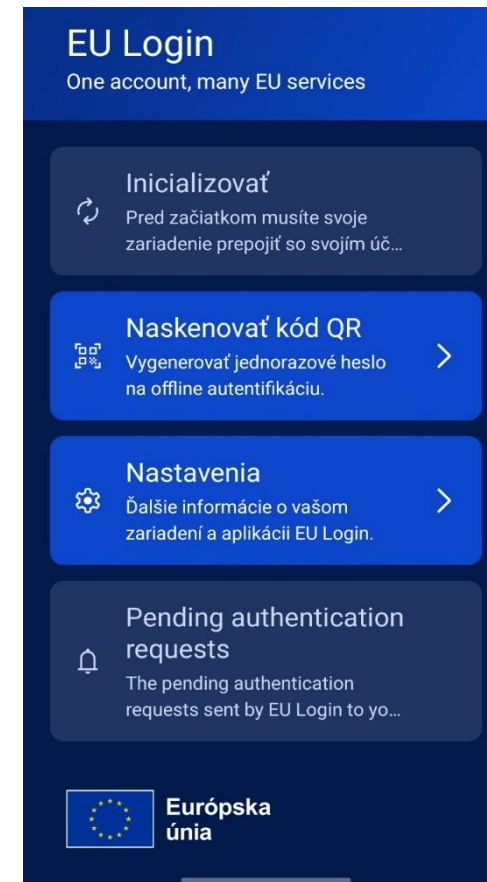 EU Login
One account, many EU services
Inicializovať
Pred začiatkom musíte svoje
zariadenie prepojiť so svojím úč...
Naskenovať kód QR
Vygenerovať jednorazové heslo
na offline autentifikáciu.
Nastavenia
Ďalšie informácie o vašom
zariadení a aplikácii EU Login.
Pending authentication
requests
The pending authentication
requests sent by EU Login to yo...
Európska
únia